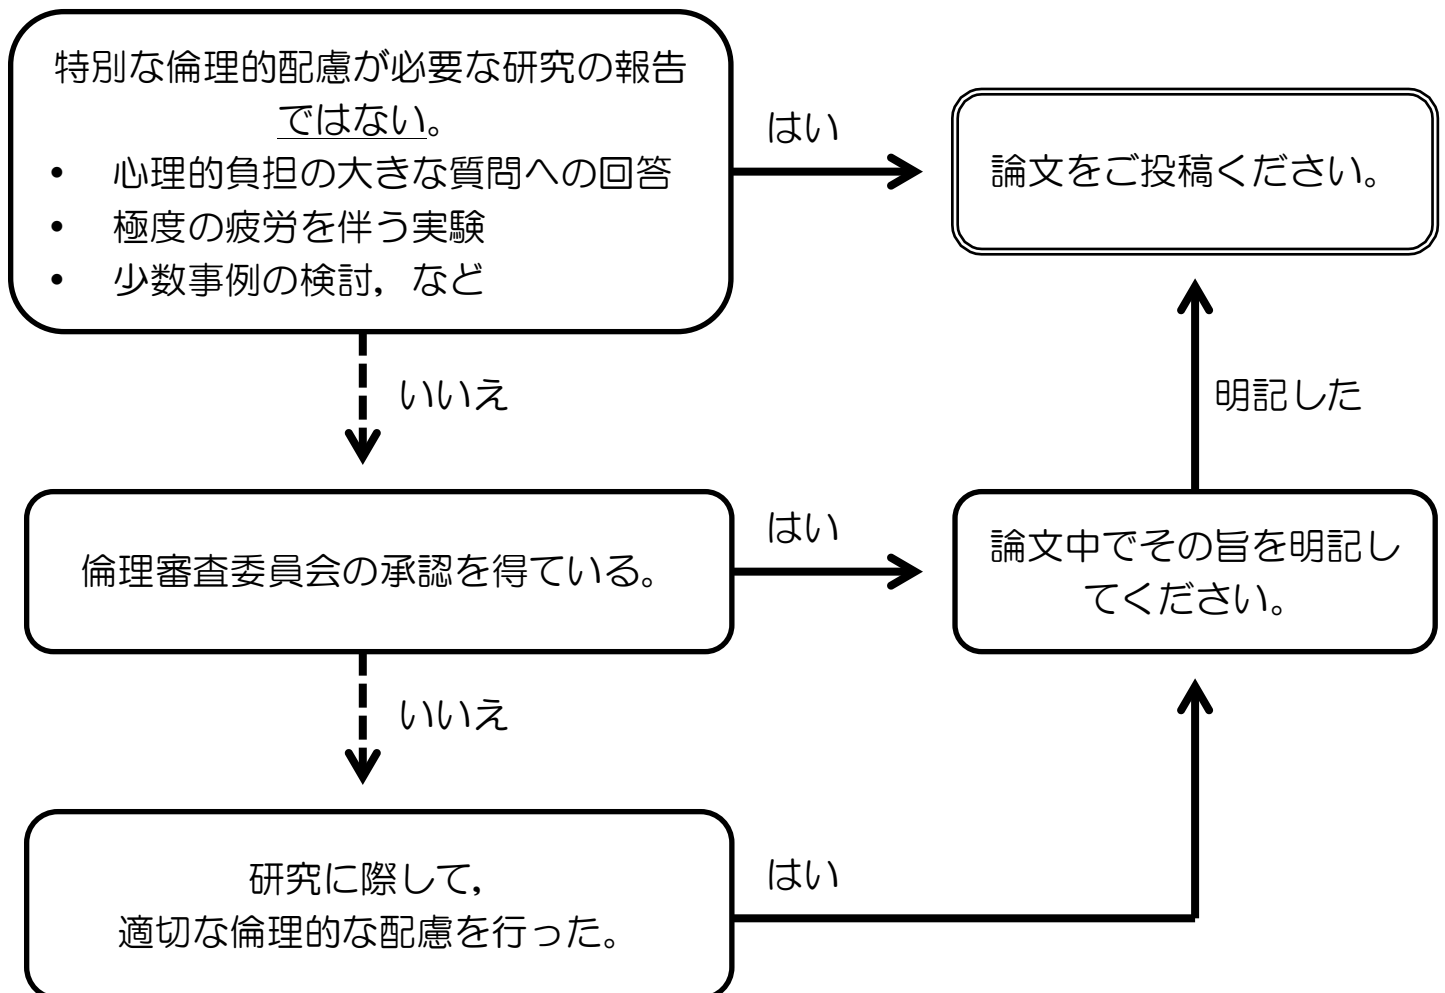 特別な倫理的配慮が必要な研究の報告
ではない。
• 心理的負担の大きな質問への回答
• 極度の疲労を伴う実験
• 少数事例の検討，など
はい
論文をご投稿ください。
いいえ
明記した
倫理審査委員会の承認を得ている。
はい
論文中でその旨を明記し
てください。
いいえ
研究に際して，
適切な倫理的な配慮を行った。
はい